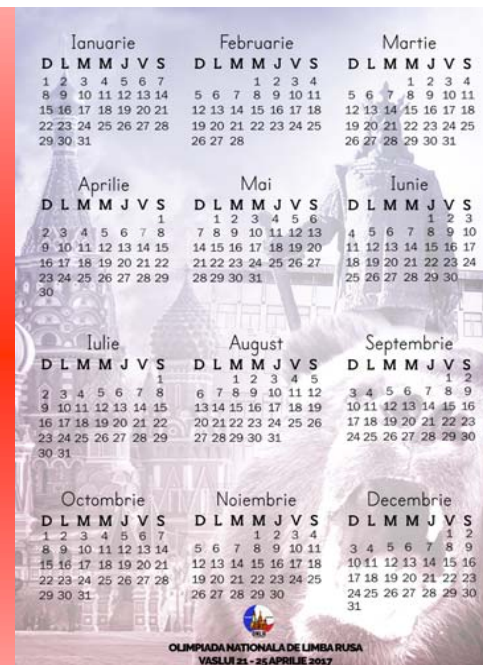 Ianuarie
D L M M J V S
1 2 3 4 5 6 7
8 9 10 11 12 13 14
15 16 17 18 19 20 21
22 23 24 25 26 27 28
29 30 31
Februarie
D L M M J V S
1 2 3 4
5 6 7 8 9 10 11
12 13 14 15 16 17 18
19 20 21 22 23 24 25
26 27 28
Martie
D L M M J V S
1 2 3 4
5 6 7 8 9 10 11
12 13 14 15 16 17 18
19 20 21 22 23 24 25
26 27 28 29 30 31
Aprilie
D L M M J V S
1
2 3 4 5 6 7 8
9 10 11 12 13 14 15
16 17 18 19 20 21 22
23 24 25 26 27 28 29
30
Mai
D L M M J V S
1 2 3 4 5 6
7 8 9 10 11 12 13
14 15 16 17 18 19 20
21 22 23 24 25 26 27
28 29 30 31
Iunie
D L M M J V S
1 2 3
4 5 6 7 8 9 10
11 12 13 14 15 16 17
18 19 20 21 22 23 24
25 26 27 28 29 30
Iulie
D L M M J V S
1
2 3 4 5 6 7 8
9 10 11 12 13 14 15
16 17 18 19 20 21 22
23 24 25 26 27 28 29
30 31
August
D L M M J V S
1 2 3 4 5
6 7 8 9 10 11 12
13 14 15 16 17 18 19
20 21 22 23 24 25 26
27 28 29 30 31
Septembrie
D L M M J V S
1 2
3 4 5 6 7 8 9
10 11 12 13 14 15 16
17 18 19 20 21 22 23
24 25 26 27 28 29 30
Octombrie
D L M M J V S
1 2 3 4 5 6 7
8 9 10 11 12 13 14
15 16 17 18 19 20 21
22 23 24 25 26 27 28
29 30 31
Noiembrie
D L M M J V S
1 2 3 4
5 6 7 8 9 10 11
12 13 14 15 16 17 18
19 20 21 22 23 24 25
26 27 28 29 30
Decembrie
D L M M J V S
1 2
3 4 5 6 7 8 9
10 11 12 13 14 15 16
17 18 19 20 21 22 23
24 25 26 27 28 29 30
31
OLIMPIADA NATIONALA DE LIMBA RUSA
VASLUI 21 - 25 APRILIE 2017